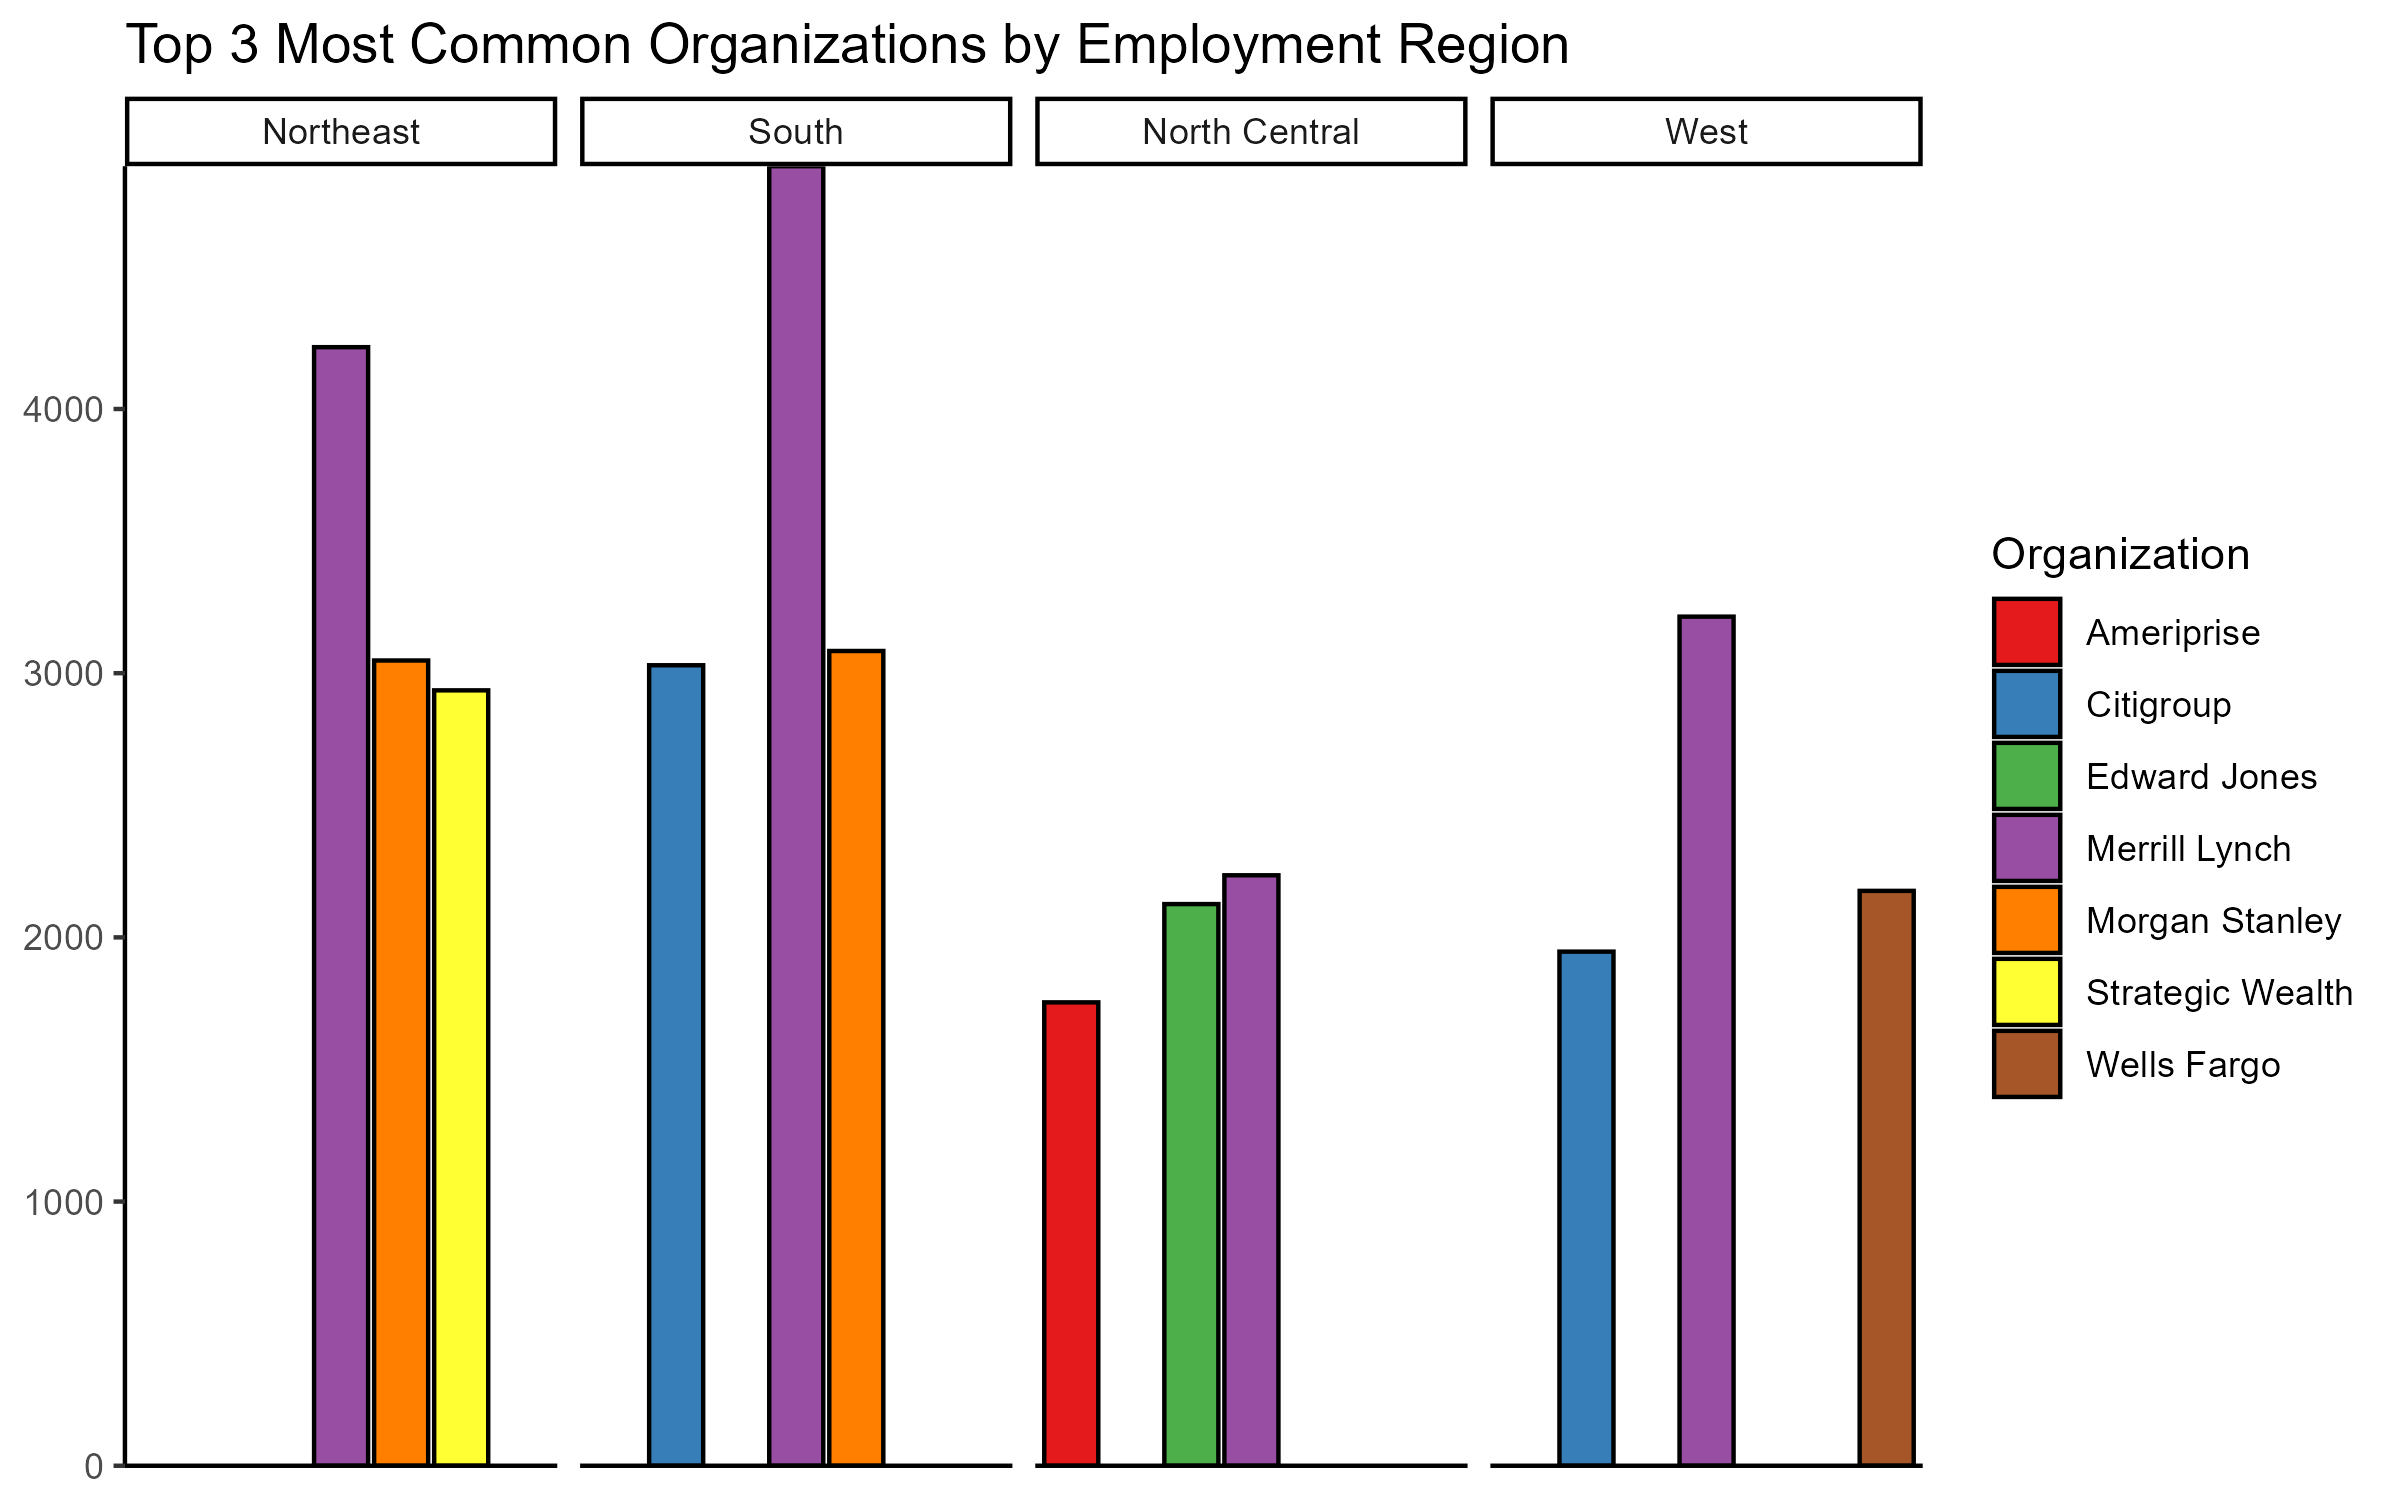 Top 3 Most Common Organizations by Employment Region
Northeast
South
North Central
West
4000
3000
2000
1000
0
Organization
Ameriprise
Citigroup
Edward Jones
Merrill Lynch
Morgan Stanley
Strategic Wealth
Wells Fargo